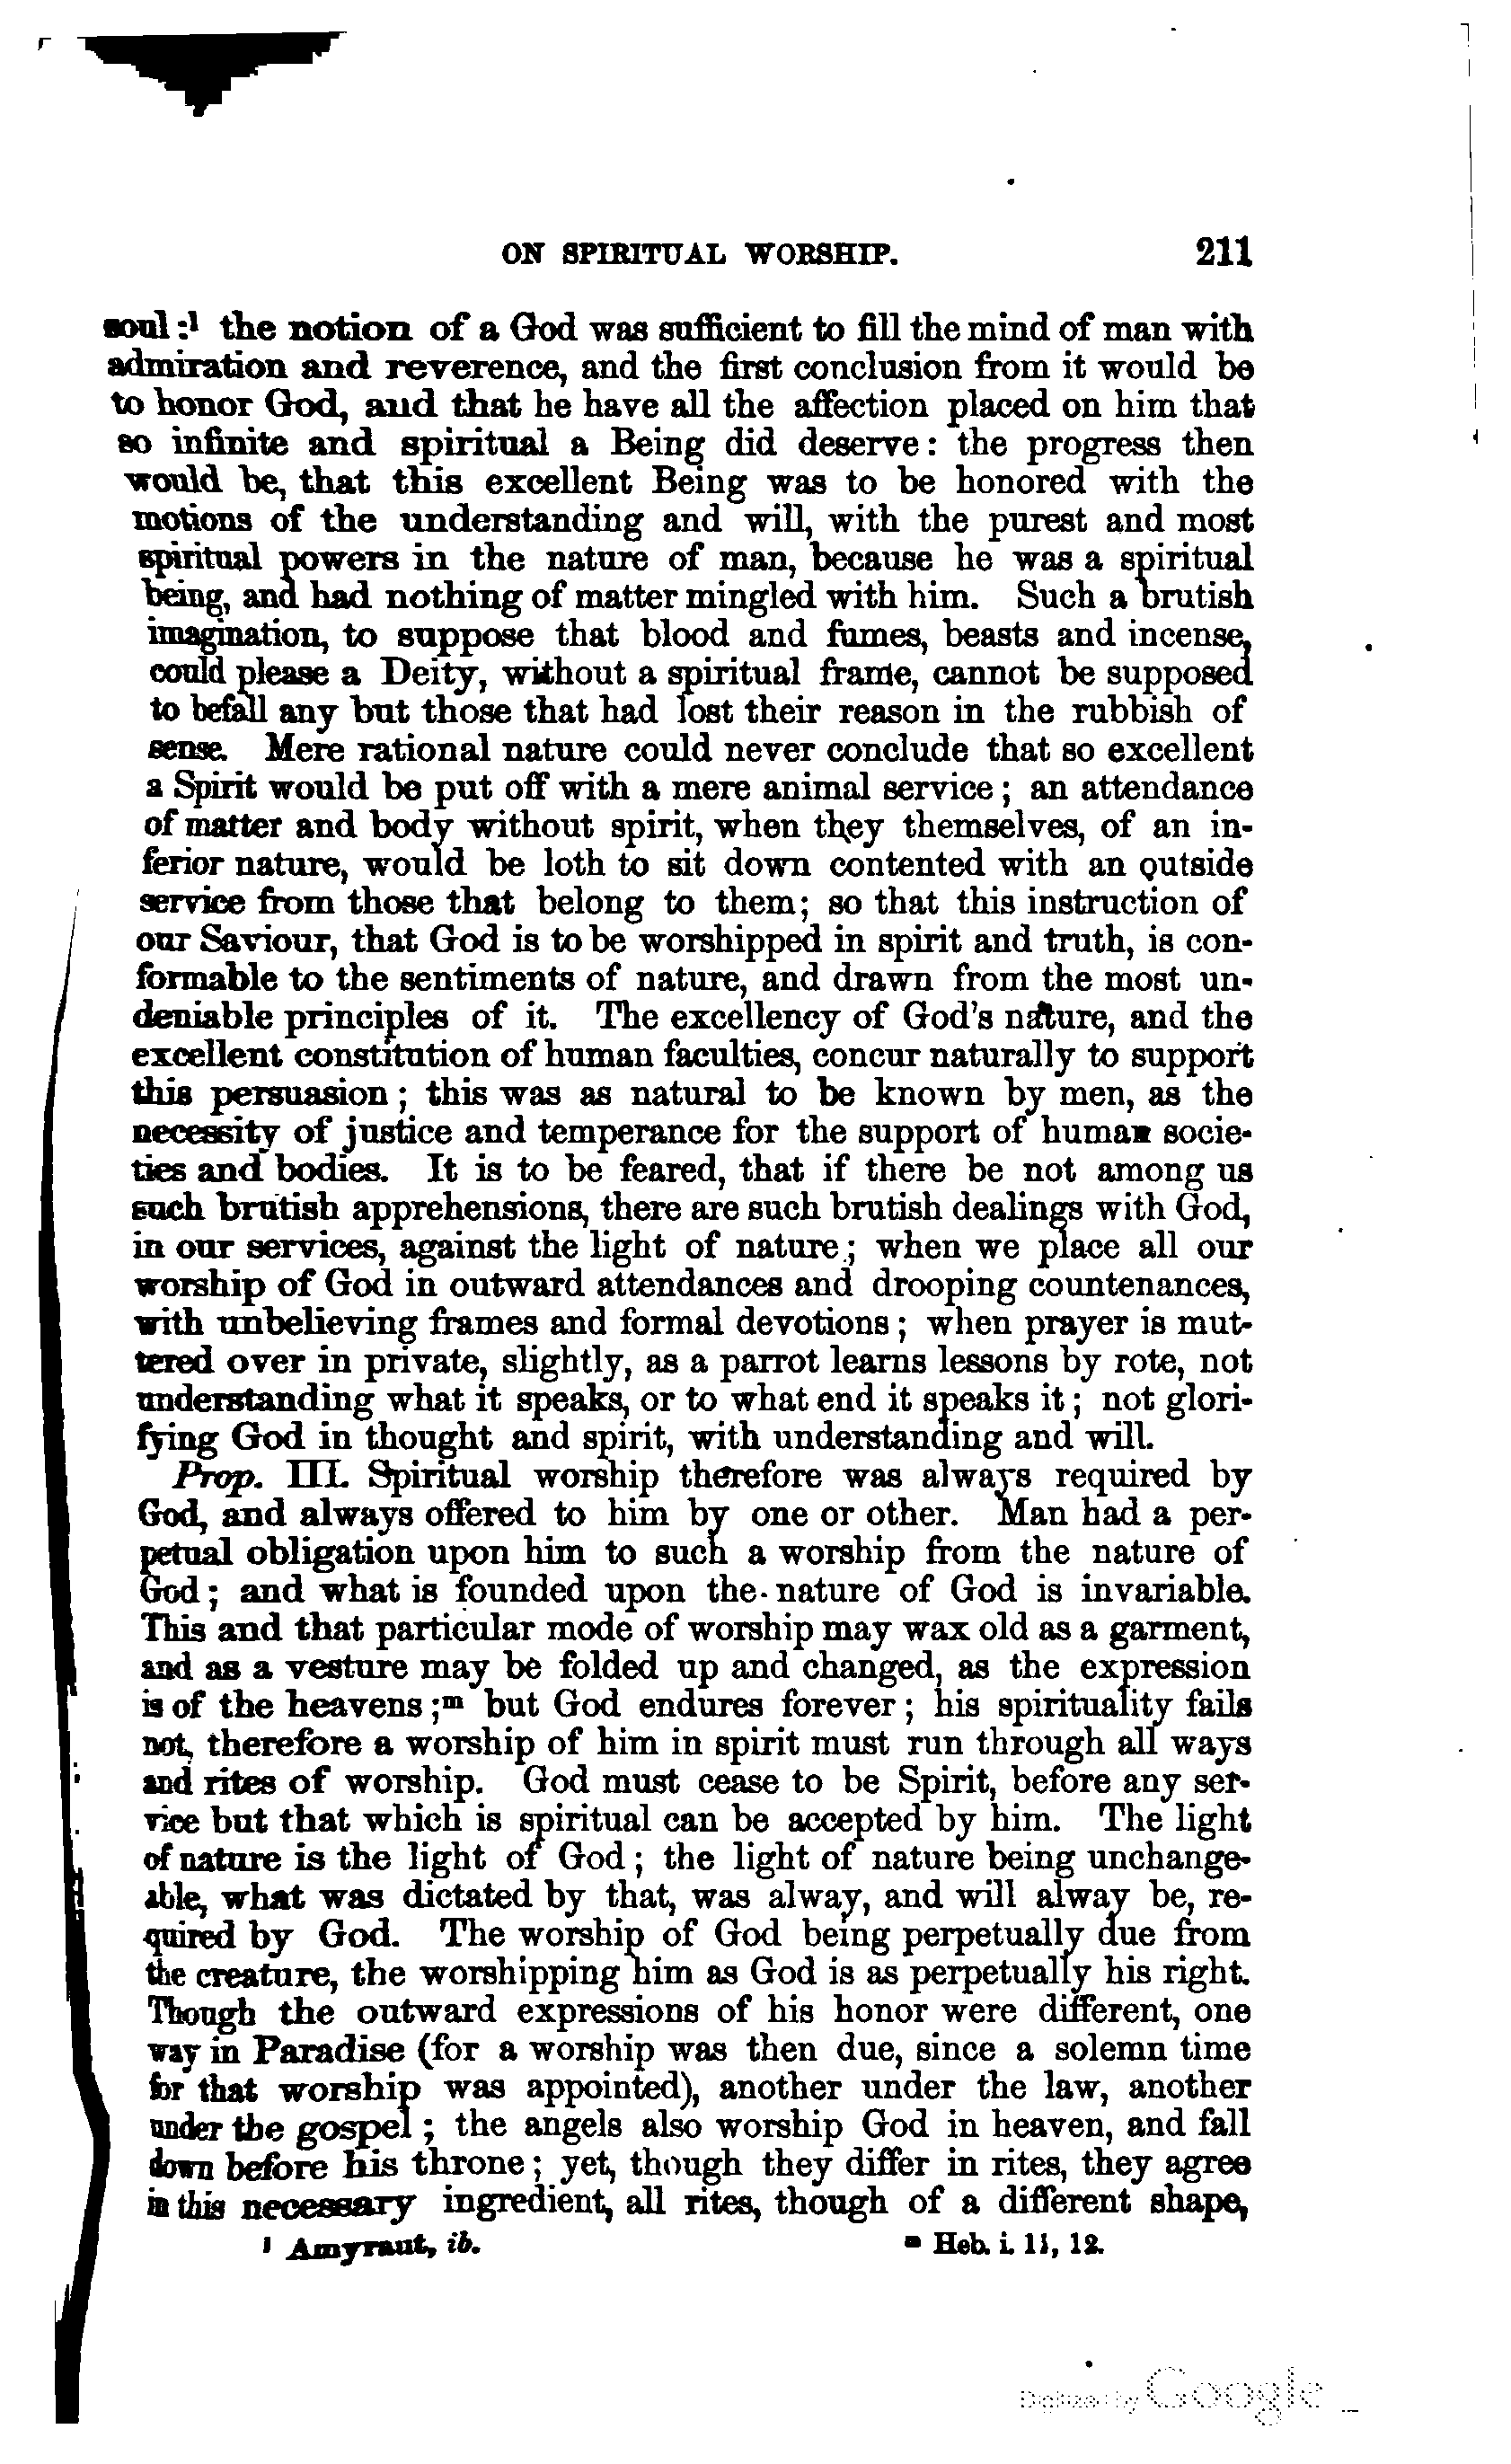 ON SPIRITUAL WORSHIP. 211
soul:ˡ the notion of a God was sufficient to fill the mind of man with
admiration and reverence, and the first conclusion from it would be
to honor God, and that he have all the affection placed on him that
so infinite and spiritual a Being did deserve: the progress then
would be, that this excellent Being was to be honored with the
motions of the understanding and will, with the purest and most
spiritual powers in the nature of man, because he was a spiritual
being, and had nothing of matter mingled with him. Such a brutish
imagination, to suppose that blood and fumes, beasts and incense,
could please a Deity, without a spiritual frame, cannot be supposed
to befall any but those that had lost their reason in the rubbish of
sense. Mere rational nature could never conclude that so excellent
a Spirit would be put off with a mere animal service; an attendance
of matter and body without spirit, when they themselves, of an in-
ferior nature, would be loth to sit down contented with an outside
service from those that belong to them; so that this instruction of
our Saviour, that God is to be worshipped in spirit and truth, is con-
formable to the sentiments of nature, and drawn from the most un-
deniable principles of it. The excellency of God's nature, and the
excellent constitution of human faculties, concur naturally to support
this persuasion; this was as natural to be known by men, as the
necessity of justice and temperance for the support of human socie-
ties and bodies. It is to be feared, that if there be not among us
such brutish apprehensions, there are such brutish dealings with God,
in our services, against the light of nature; when we place all our
worship of God in outward attendances and drooping countenances,
with unbelieving frames and formal devotions; when prayer is mut-
tered over in private, slightly, as a parrot learns lessons by rote, not
understanding what it speaks, or to what end it speaks it; not glori-
fying God in thought and spirit, with understanding and will.
Prop. III. Spiritual worship therefore was always required by
God, and always offered to him by one or other. Man had a per-
petual obligation upon him to such a worship from the nature of
God; and what is founded upon the nature of God is invariable.
This and that particular mode of worship may wax old as a garment,
and as a vesture may be folded up and changed, as the expression
is of the heavens;ᵐ but God endures forever; his spirituality fails
not, therefore a worship of him in spirit must run through all ways
and rites of worship. God must cease to be Spirit, before any ser-
vice but that which is spiritual can be accepted by him. The light
of nature is the light of God; the light of nature being unchange-
able, what was dictated by that, was alway, and will alway be, re-
quired by God. The worship of God being perpetually due from
the creature, the worshipping him as God is as perpetually his right.
Though the outward expressions of his honor were different, one
way in Paradise (for a worship was then due, since a solemn time
for that worship was appointed), another under the law, another
under the gospel; the angels also worship God in heaven, and fall
down before his throne; yet, though they differ in rites, they agree
in this necessary ingredient, all rites, though of a different shape,
ˡ Amyraut, ib. ᵐ Heb. i. 11, 12.
Digitized by Google